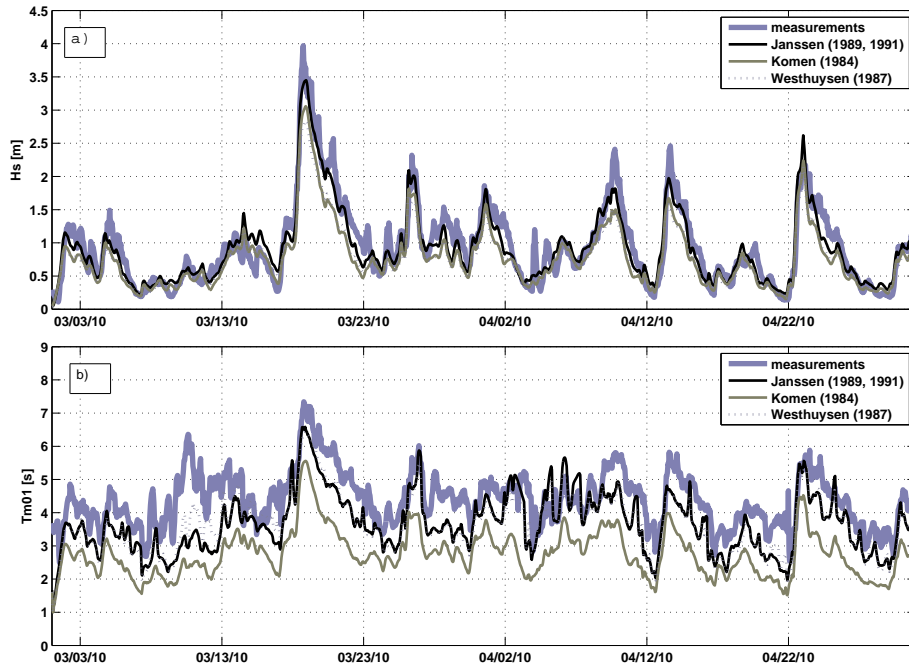 a)
measurements
Janssen (1989, 1991)
Komen (1984)
Westhuysen (1987)
Hs [m]
4.5
4
3.5
3
2.5
2
1.5
1
0.5
0
03/03/10
03/13/10
03/23/10
04/02/10
04/12/10
04/22/10
b)
measurements
Janssen (1989, 1991)
Komen (1984)
Westhuysen (1987)
Tm01 [s]
9
8
7
6
5
4
3
2
1
0
03/03/10
03/13/10
03/23/10
04/02/10
04/12/10
04/22/10